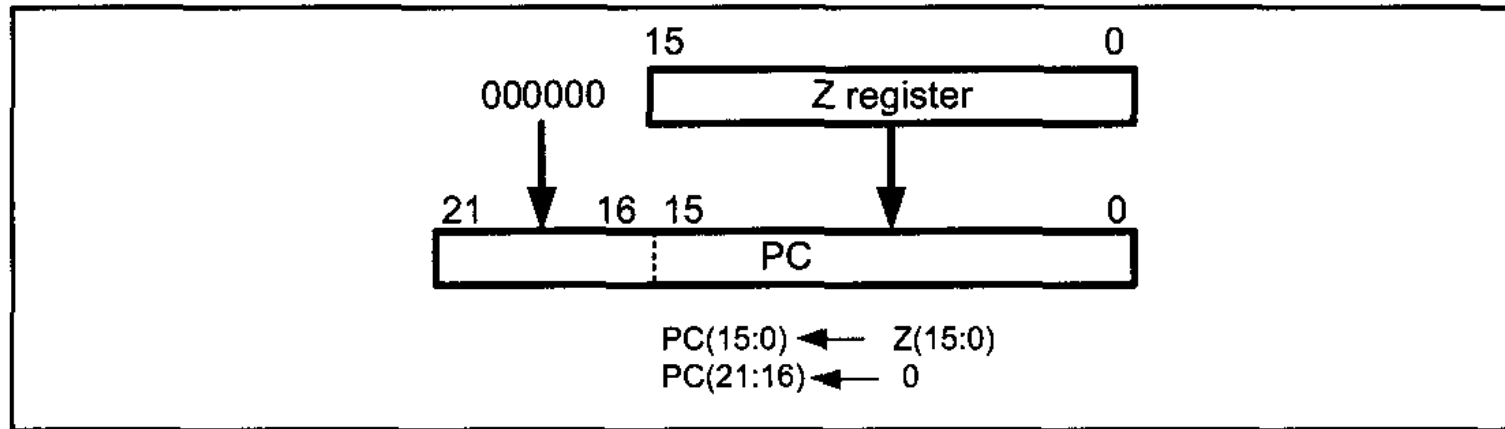 15 0
000000 Z register
21 16 15 0
PC
PC(15:0) ← Z(15:0)
PC(21:16) ← 0